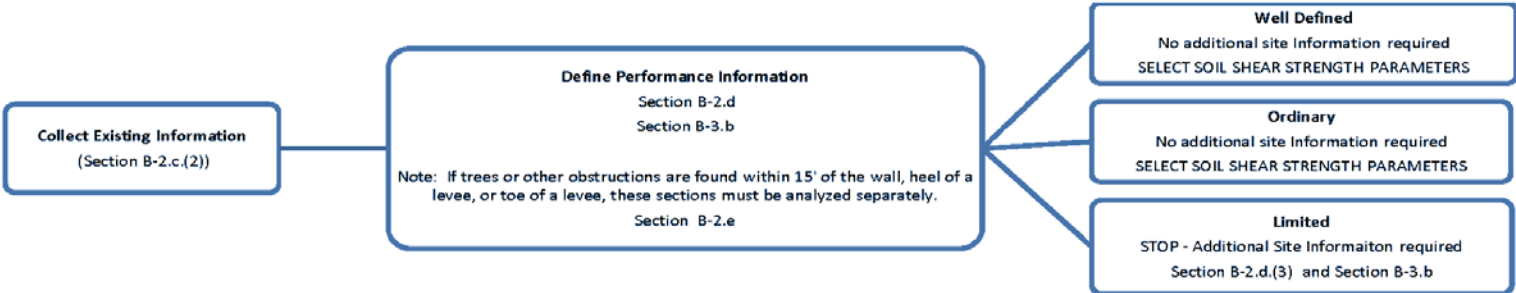 Collect Existing Information
(Section B-2.c.(2))
Define Performance Information
Section B-2.d
Section B-3.b
Note: If trees or other obstructions are found within 15' of the wall, heel of a
levee, or toe of a levee, these sections must be analyzed separately.
Section B-2.e
Well Defined
No additional site Information required
SELECT SOIL SHEAR STRENGTH PARAMETERS
Ordinary
No additional site Information required
SELECT SOIL SHEAR STRENGTH PARAMETERS
Limited
STOP - Additional Site Informaiton required
Section B-2.d.(3) and Section B-3.b